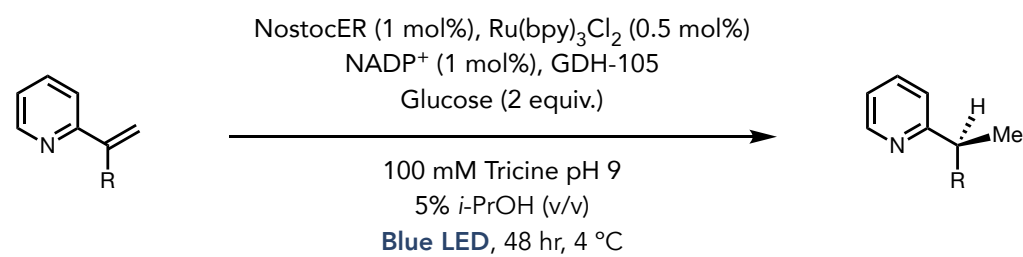 NostocER (1 mol%), Ru(bpy)₃Cl₂ (0.5 mol%)
NADP⁺ (1 mol%), GDH-105
Glucose (2 equiv.)
100 mM Tricine pH 9
5% i-PrOH (v/v)
Blue LED, 48 hr, 4 ºC
N
R
H
Me
N
R